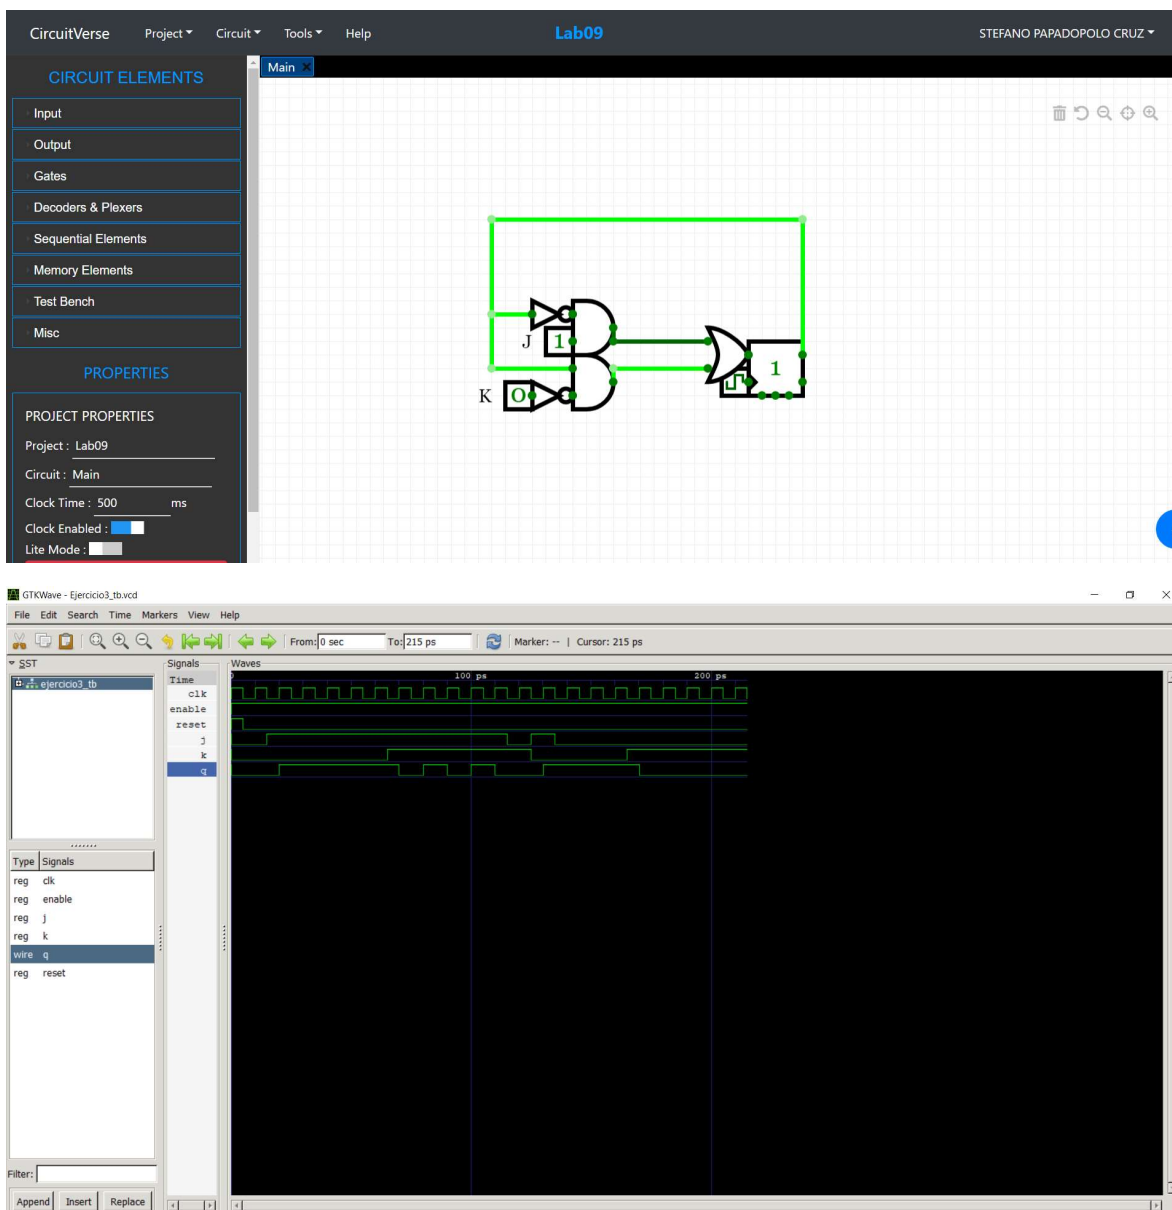 CircuitVerse Project Circuit Tools Help Lab09 STEFANO PAPADOPOLO CRUZ
CIRCUIT ELEMENTS
Main ×
Input
Output
Gates
Decoders & Plexers
Sequential Elements
Memory Elements
Test Bench
Misc
J 1
K 0
1
PROPERTIES
PROJECT PROPERTIES
Project : Lab09
Circuit : Main
Clock Time : 500 ms
Clock Enabled :
Lite Mode :
GTKWave - Ejercicio3_tb.vcd
File Edit Search Time Markers View Help
From: 0 sec To: 215 ps Marker: -- | Cursor: 215 ps
SST
ejercicio3_tb
Type Signals
reg clk
reg enable
reg j
reg k
wire q
reg reset
Filter:
Append Insert Replace
Signals
Time
clk
enable
reset
j
k
q
Waves
100 ps 200 ps